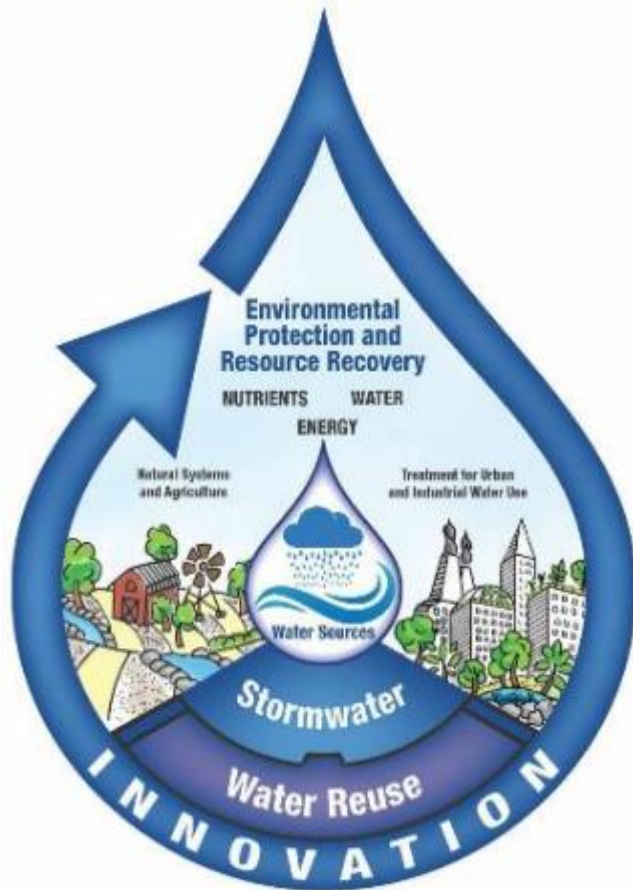 Environmental
Protection and
Resource Recovery
NUTRIENTS WATER
ENERGY
Natural Systems
and Agriculture
Treatment for Urban
and Industrial Water Use
Water Sources
Stormwater
Water Reuse
INNOVATION